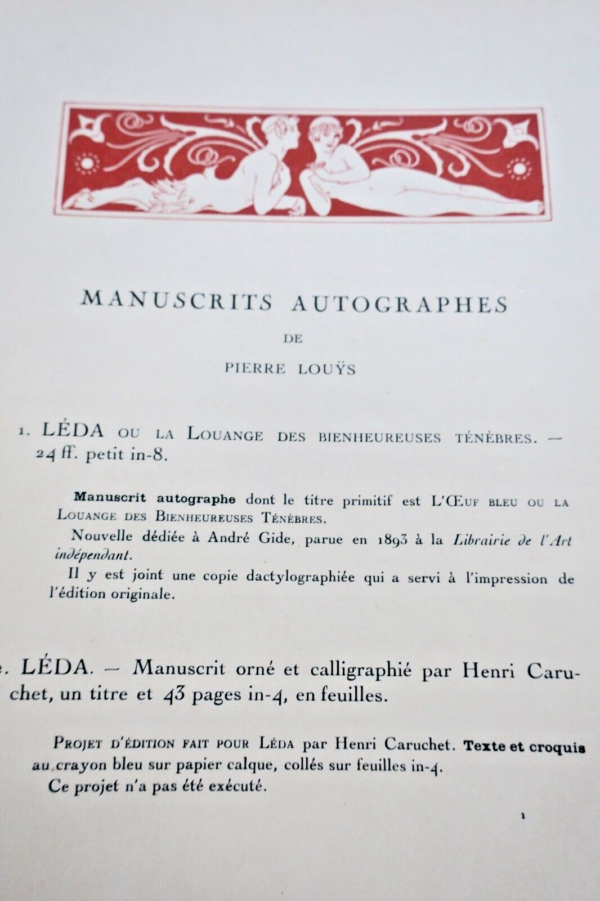 MANUSCRITS AUTOGRAPHES
DE
PIERRE LOUŸS
1. LÉDA OU LA LOUANGE DES BIENHEUREUSES TÉNÈBRES. —
24 ff. petit in-8.
Manuscrit autographe dont le titre primitif est L'ŒUF BLEU OU LA
LOUANGE DES BIENHEUREUSES TÉNÈBRES.
Nouvelle dédiée à André Gide, parue en 1893 à la Librairie de l'Art
indépendant.
Il y est joint une copie dactylographiée qui a servi à l'impression de
l'édition originale.
. LÉDA. — Manuscrit orné et calligraphié par Henri Caru-
chet, un titre et 43 pages in-4, en feuilles.
PROJET D'ÉDITION FAIT POUR LÉDA par Henri Caruchet. Texte et croquis
au crayon bleu sur papier calque, collés sur feuilles in-4.
Ce projet n'a pas été exécuté.
1